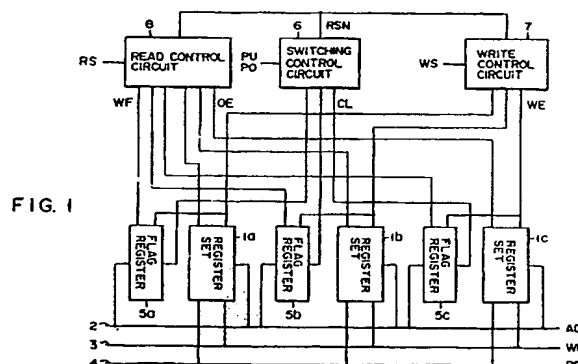 8 6 RSN 7
RS READ CONTROL CIRCUIT
PU PO SWITCHING CONTROL CIRCUIT
WS WRITE CONTROL CIRCUIT
WF OE CL WE
FIG. 1
FLAG REGISTER
REGISTER SET
1a
FLAG REGISTER
REGISTER SET
1b
FLAG REGISTER
REGISTER SET
1c
5a 5b 5c
2
3
4